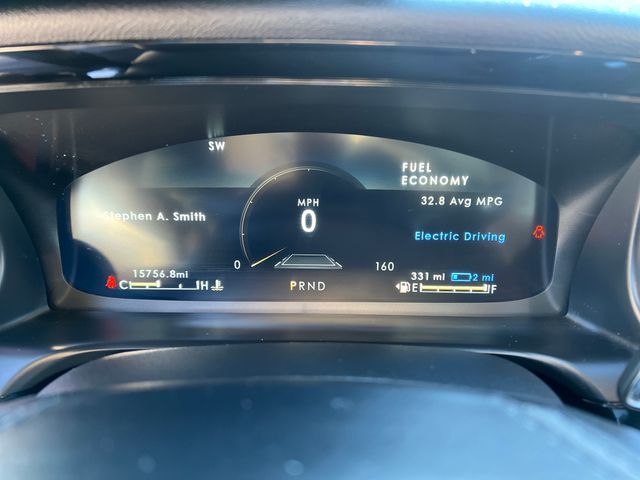 SW
FUEL
ECONOMY
MPH
32.8 Avg MPG
Stephen A. Smith
0
Electric Driving
0
160
15756.8mi
331 mi 2 mi
C H
PRND
E F